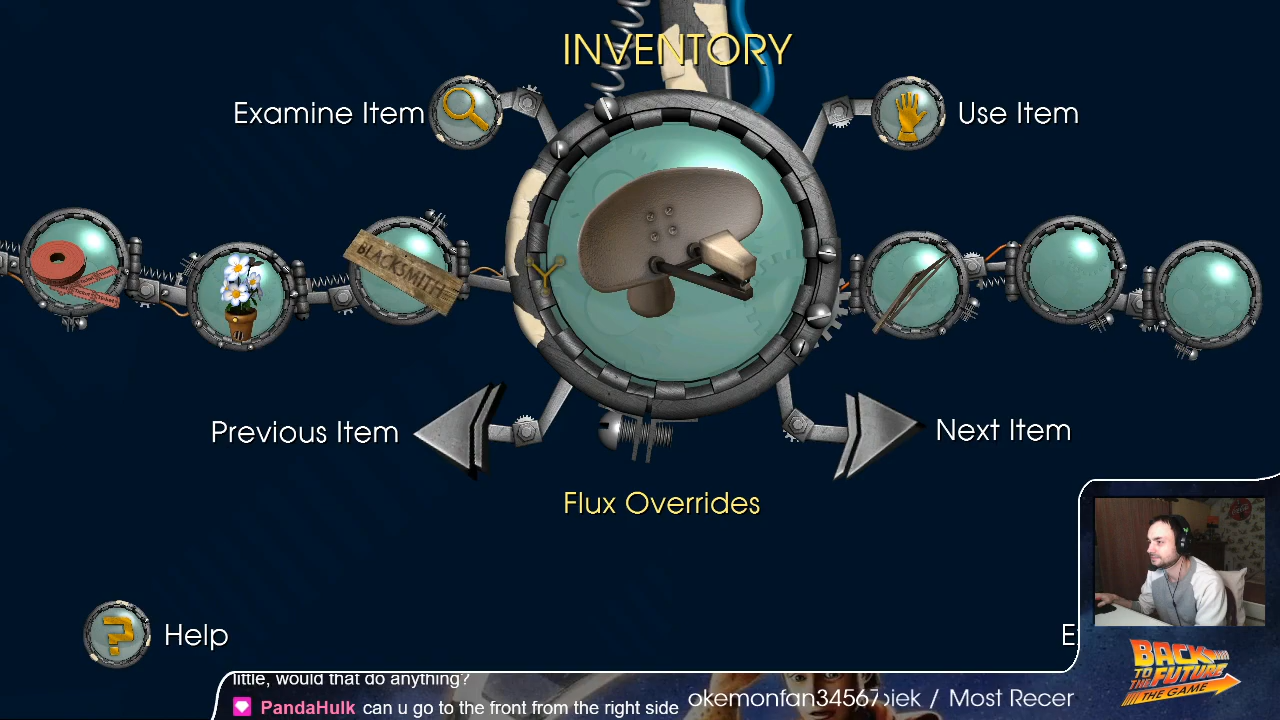 INVENTORY
Examine Item
Use Item
BLACKSMITH
Previous Item
Next Item
Flux Overrides
Help
E
BACK
TO THE FUTURE
THE GAME
little, would that do anything?
PandaHulk can u go to the front from the right side
okemonfan34567
iek / Most Recer